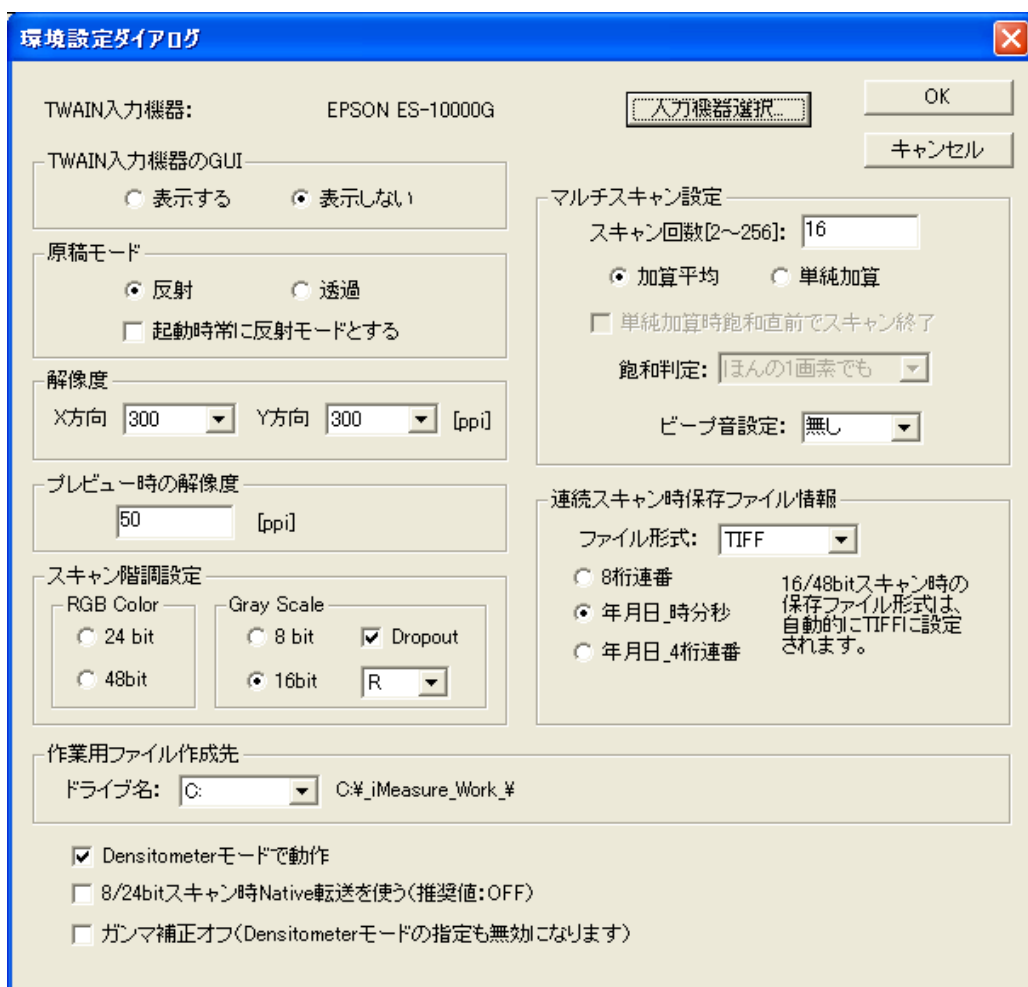 環境設定ダイアログ
TWAIN入力機器: EPSON ES-10000G 入力機器選択... OK
キャンセル
TWAIN入力機器のGUI
表示する 表示しない
原稿モード
反射 透過
起動時常に反射モードとする
解像度
X方向 300 Y方向 300 [ppi]
プレビュー時の解像度
50 [ppi]
スキャン階調設定
RGB Color Gray Scale
24 bit 8 bit Dropout
48bit 16bit R
マルチスキャン設定
スキャン回数[2~256]: 16
加算平均 単純加算
単純加算時飽和直前でスキャン終了
飽和判定: ほんの1画素でも
ビープ音設定: 無し
連続スキャン時保存ファイル情報
ファイル形式: TIFF
8桁連番
年月日_時分秒
年月日_4桁連番
16/48bitスキャン時の
保存ファイル形式は、
自動的にTIFFに設定
されます。
作業用ファイル作成先
ドライブ名: C: C:¥_iMeasure_Work_¥
Densitometerモードで動作
8/24bitスキャン時Native転送を使う(推奨値:OFF)
ガンマ補正オフ(Densitometerモードの指定も無効になります)